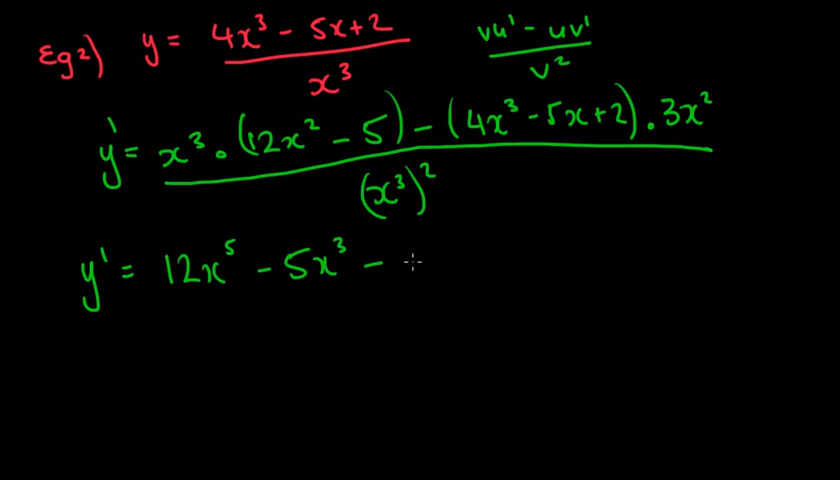 Eg2) y = (4x³ - 5x + 2) / x³    (vu' - uv') / v²
y' = (x³ . (12x² - 5) - (4x³ - 5x + 2) . 3x²) / (x³)²
y' = 12x⁵ - 5x³ -